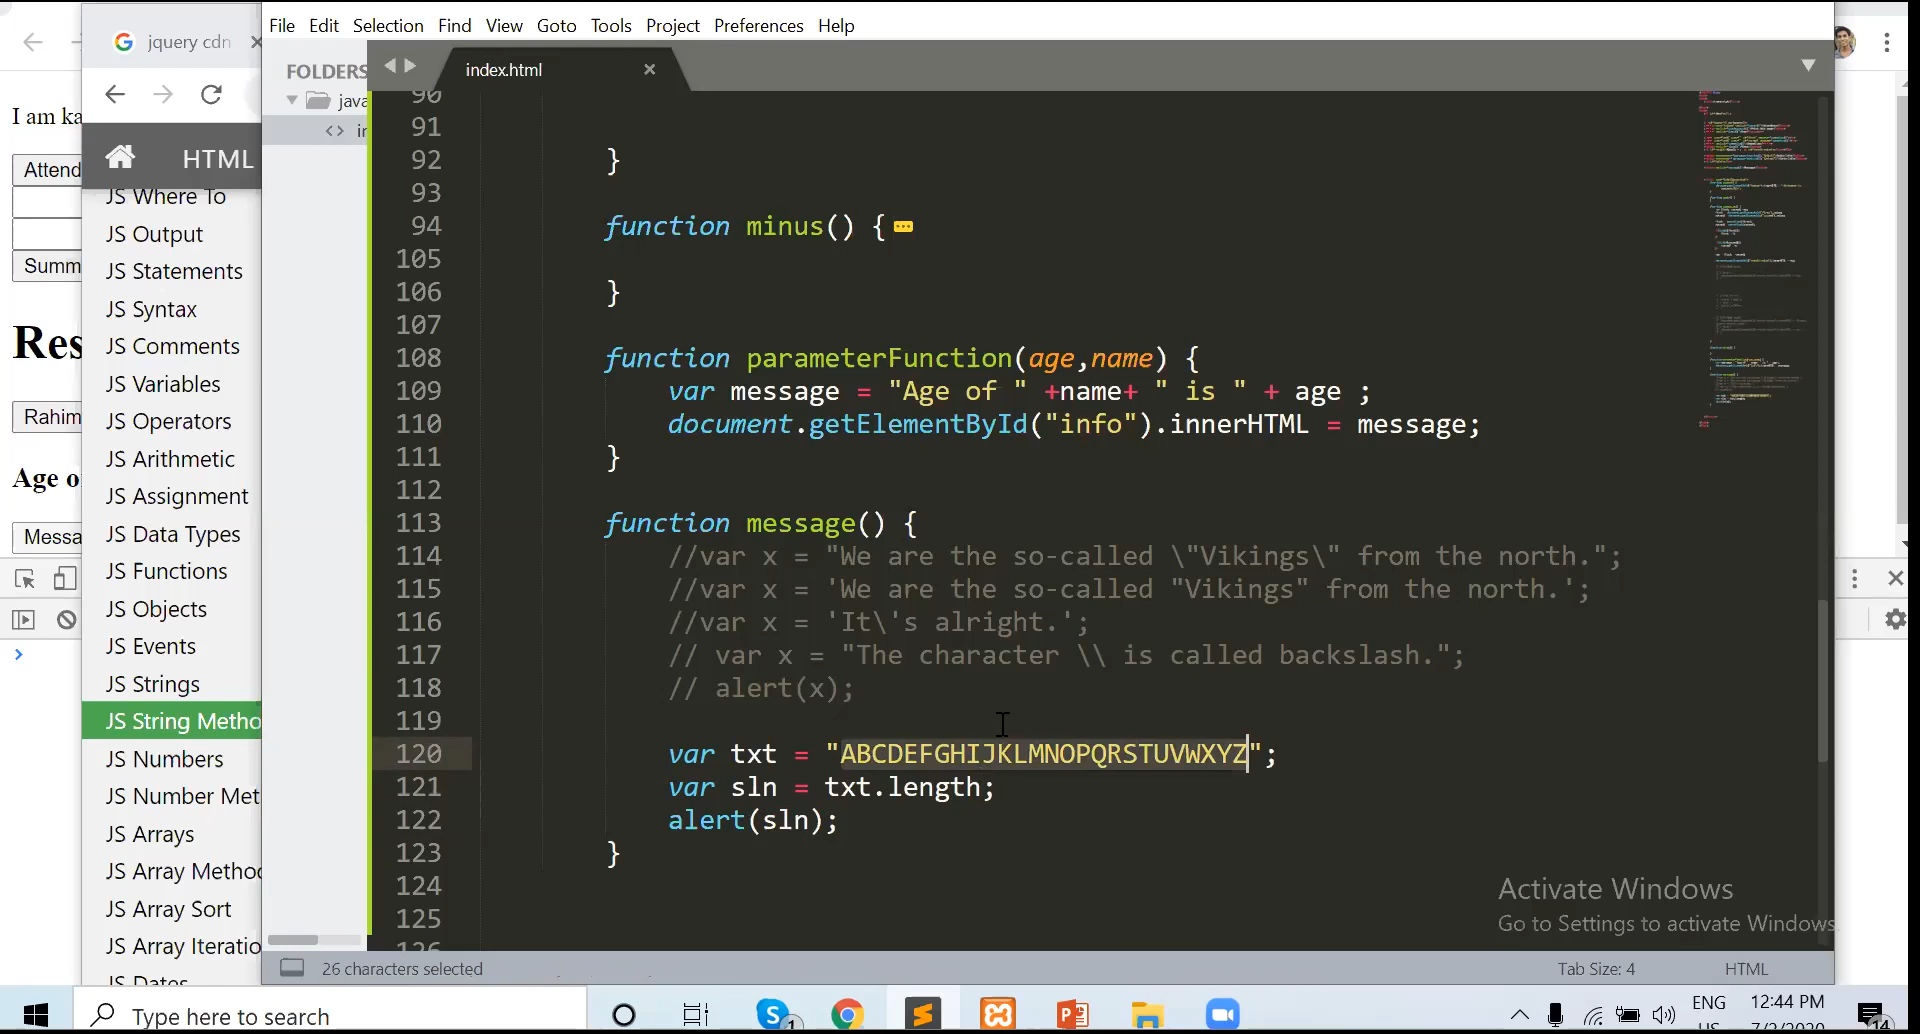 File Edit Selection Find View Goto Tools Project Preferences Help
jquery cdn
FOLDERS
index.html
java
I am ka
Attend
Summ
Res
Rahim
Age o
Messa
HTML
JS Where To
JS Output
JS Statements
JS Syntax
JS Comments
JS Variables
JS Operators
JS Arithmetic
JS Assignment
JS Data Types
JS Functions
JS Objects
JS Events
JS Strings
JS String Metho
JS Numbers
JS Number Met
JS Arrays
JS Array Metho
JS Array Sort
JS Array Iteratio
JS Dates
90
91
92 }
93
94 function minus() {
105
106 }
107
108 function parameterFunction(age,name) {
109 var message = "Age of " +name+ " is " + age ;
110 document.getElementById("info").innerHTML = message;
111 }
112
113 function message() {
114 //var x = "We are the so-called \"Vikings\" from the north.";
115 //var x = 'We are the so-called "Vikings" from the north.';
116 //var x = 'It\'s alright.';
117 // var x = "The character \\ is called backslash.";
118 // alert(x);
119
120 var txt = "ABCDEFGHIJKLMNOPQRSTUVWXYZ";
121 var sln = txt.length;
122 alert(sln);
123 }
124
125
126
Activate Windows
Go to Settings to activate Windows
26 characters selected
Tab Size: 4
HTML
Type here to search
ENG
12:44 PM